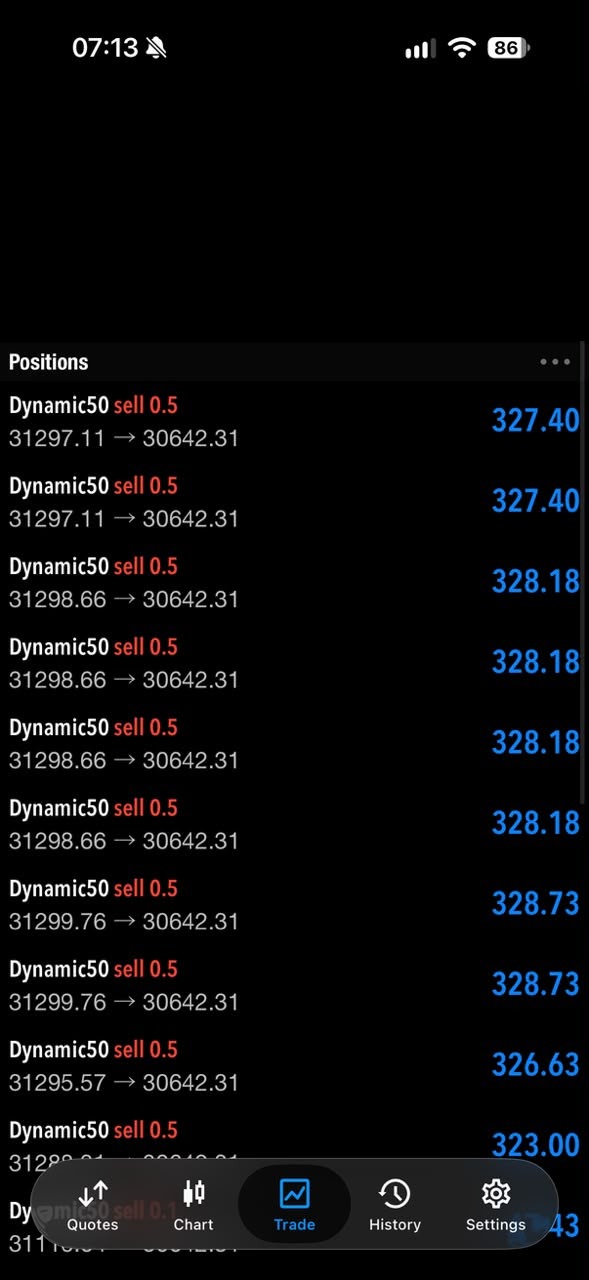 07:13
86
Positions
Dynamic50 sell 0.5
327.40
31297.11 → 30642.31
Dynamic50 sell 0.5
327.40
31297.11 → 30642.31
Dynamic50 sell 0.5
328.18
31298.66 → 30642.31
Dynamic50 sell 0.5
328.18
31298.66 → 30642.31
Dynamic50 sell 0.5
328.18
31298.66 → 30642.31
Dynamic50 sell 0.5
328.18
31298.66 → 30642.31
Dynamic50 sell 0.5
328.73
31299.76 → 30642.31
Dynamic50 sell 0.5
328.73
31299.76 → 30642.31
Dynamic50 sell 0.5
326.63
31295.57 → 30642.31
Dynamic50 sell 0.5
323.00
Quotes
Chart
Trade
History
Settings